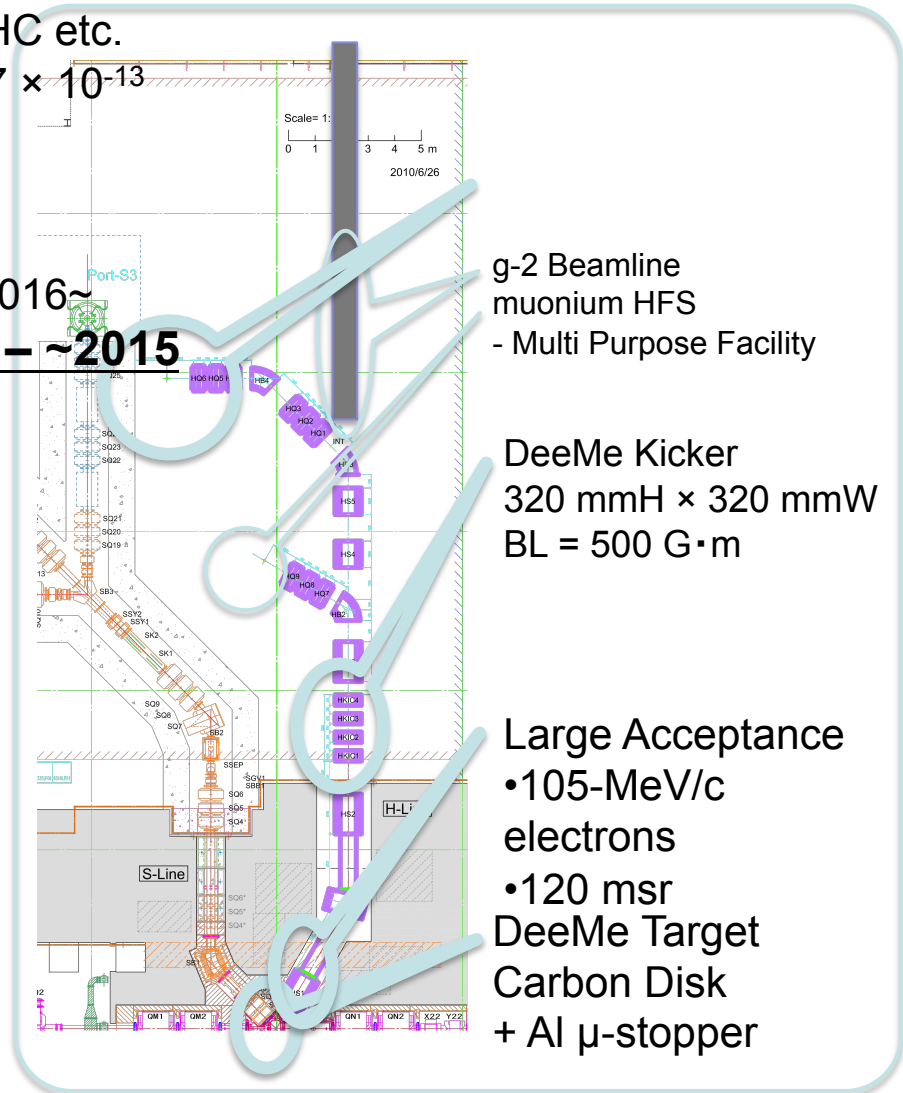 HC etc.
7 × 10-13
Scale= 1:
0 1 3 4 5 m
2010/6/26
Port-S3
016~
– ~2015
g-2 Beamline
muonium HFS
- Multi Purpose Facility
HQ6 HQ5
HB4
HQ3
HQ2
HQ1
INT
HS5
HS4
SQ23
SQ22
SQ21
SQ20
SQ19
SB3
SSY2
SSY1
SK2
SK1
HQ9
HQ8
HQ7
HB2
DeeMe Kicker
320 mmH × 320 mmW
BL = 500 G·m
SQ9
SQ8
SQ7
SB2
HKIC4
HKIC3
HKIC2
HKIC1
SSEP
SGV1
SBB1
SQ6
SQ5
SQ4
HS2
H-Li
S-Line
SQ6*
SQ5*
SQ4*
Large Acceptance
•105-MeV/c
electrons
•120 msr
DeeMe Target
Carbon Disk
+ Al μ-stopper
QM1 QM2 QN1 QN2 X22 Y22